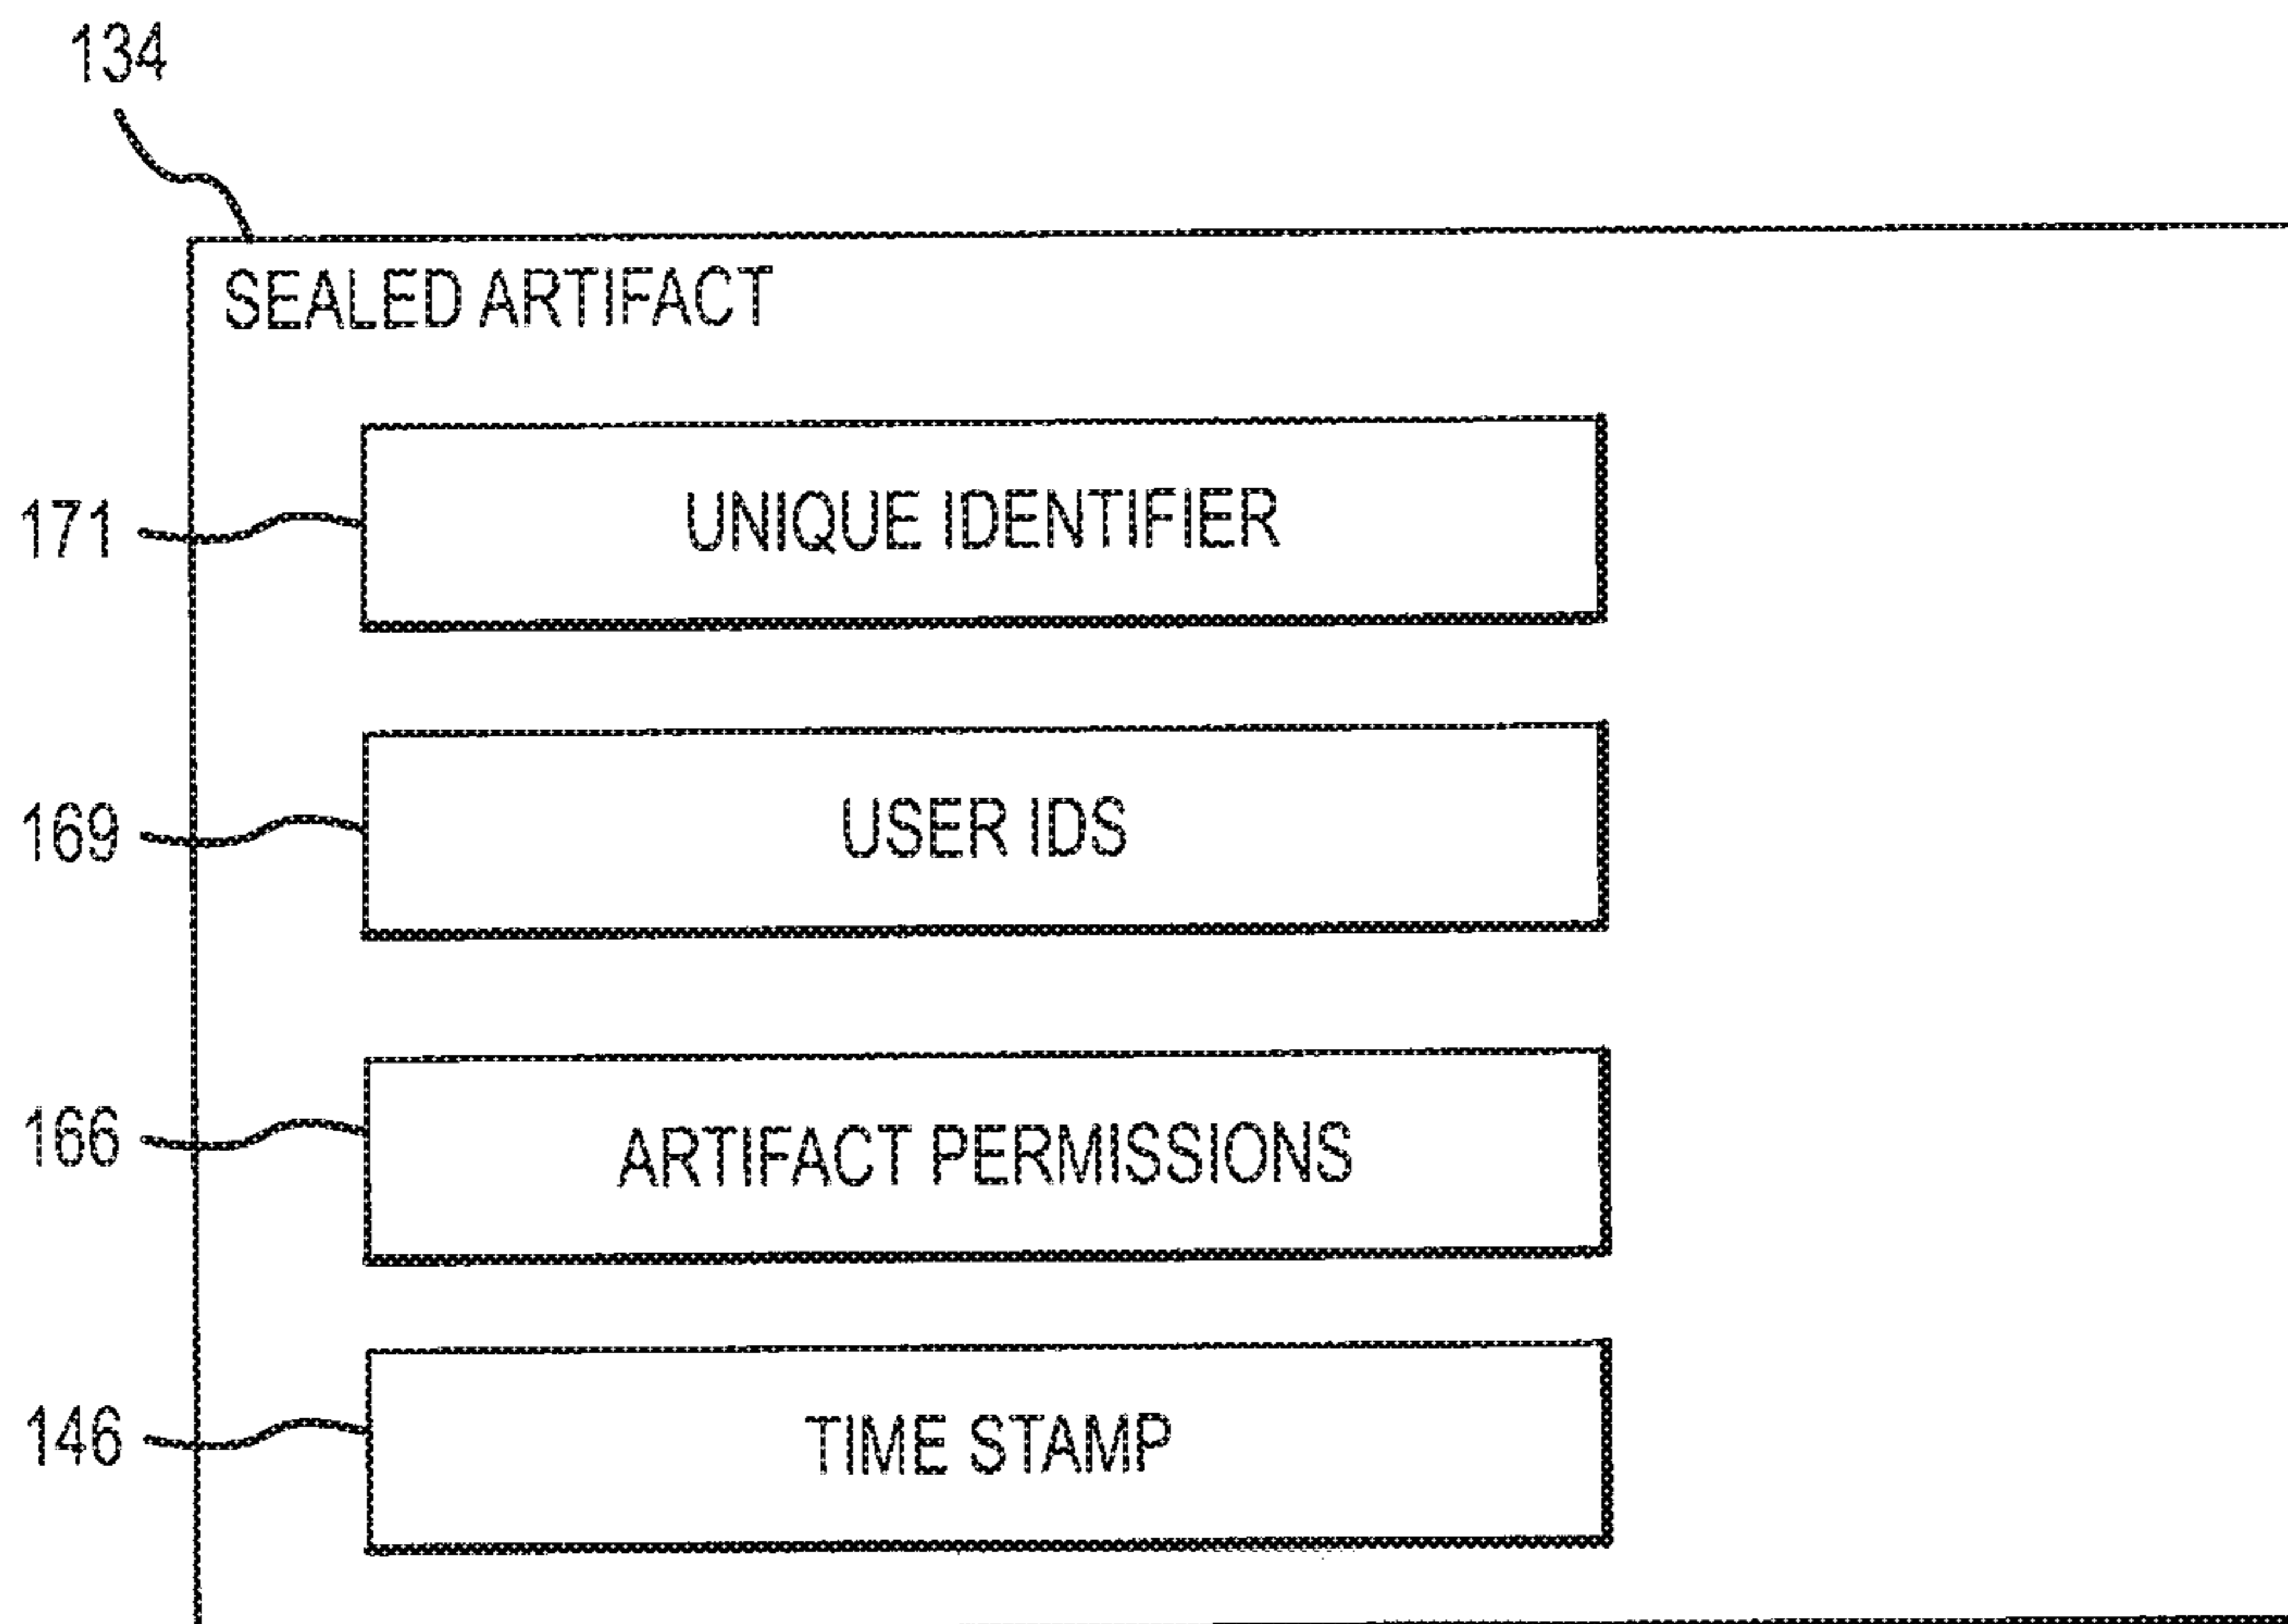 134
SEALED ARTIFACT
171 UNIQUE IDENTIFIER
169 USER IDS
166 ARTIFACT PERMISSIONS
146 TIME STAMP